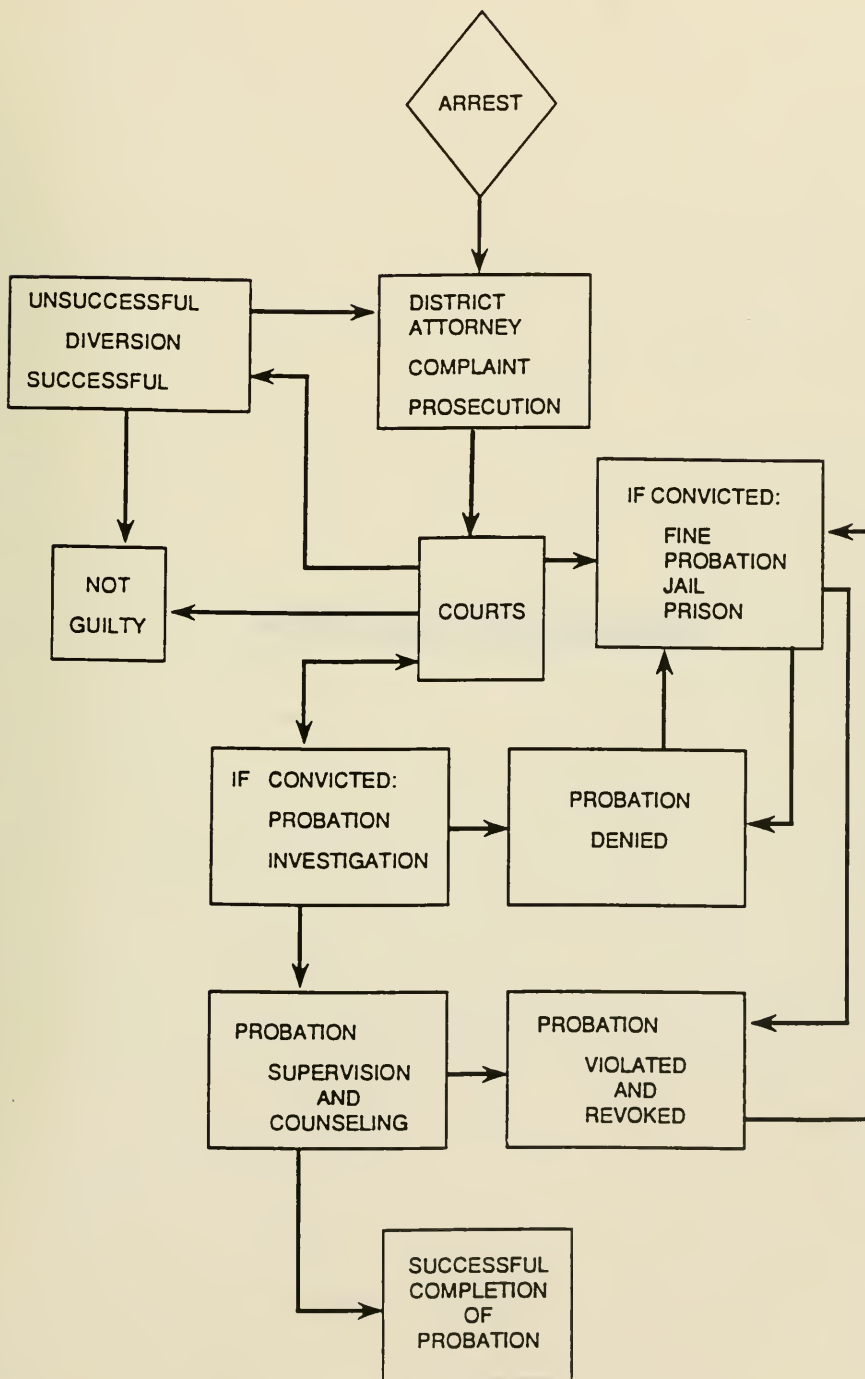 ARREST
UNSUCCESSFUL
DIVERSION
SUCCESSFUL
DISTRICT
ATTORNEY
COMPLAINT
PROSECUTION
IF CONVICTED:
FINE
PROBATION
JAIL
PRISON
NOT
GUILTY
COURTS
IF CONVICTED:
PROBATION
INVESTIGATION
PROBATION
DENIED
PROBATION
SUPERVISION
AND
COUNSELING
PROBATION
VIOLATED
AND
REVOKED
SUCCESSFUL
COMPLETION
OF
PROBATION